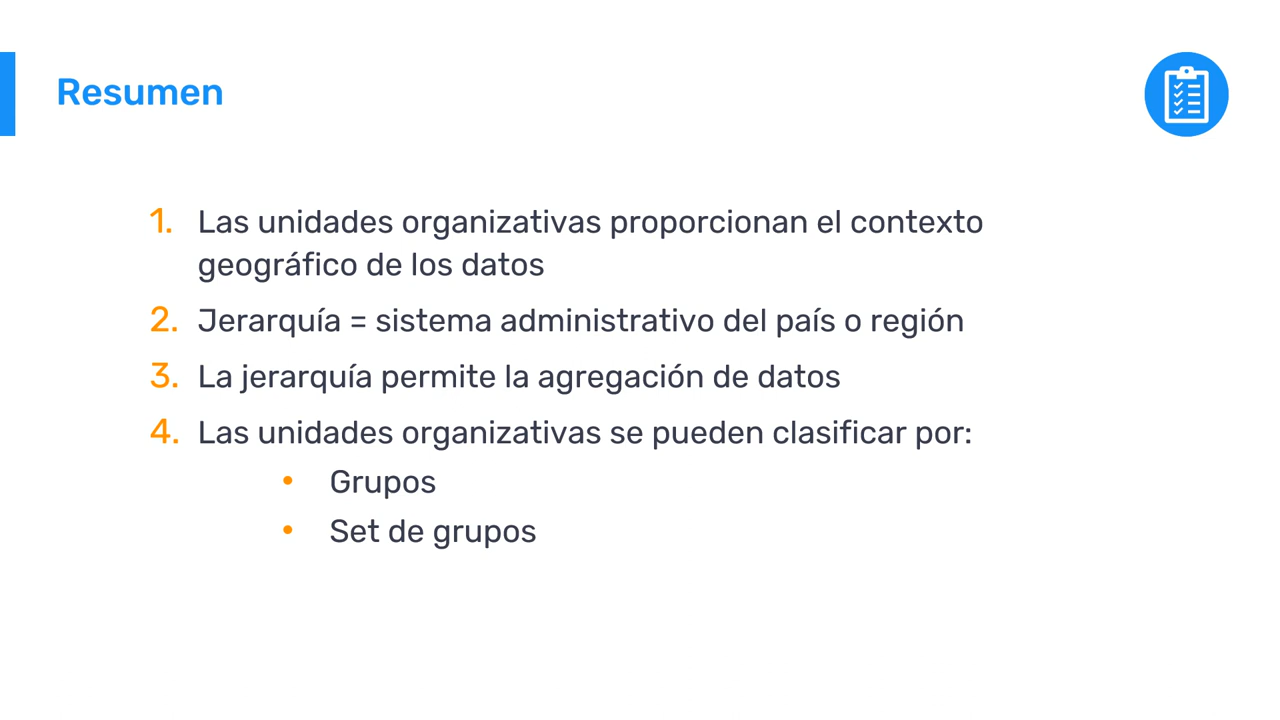 Resumen
1. Las unidades organizativas proporcionan el contexto
geográfico de los datos
2. Jerarquía = sistema administrativo del país o región
3. La jerarquía permite la agregación de datos
4. Las unidades organizativas se pueden clasificar por:
• Grupos
• Set de grupos